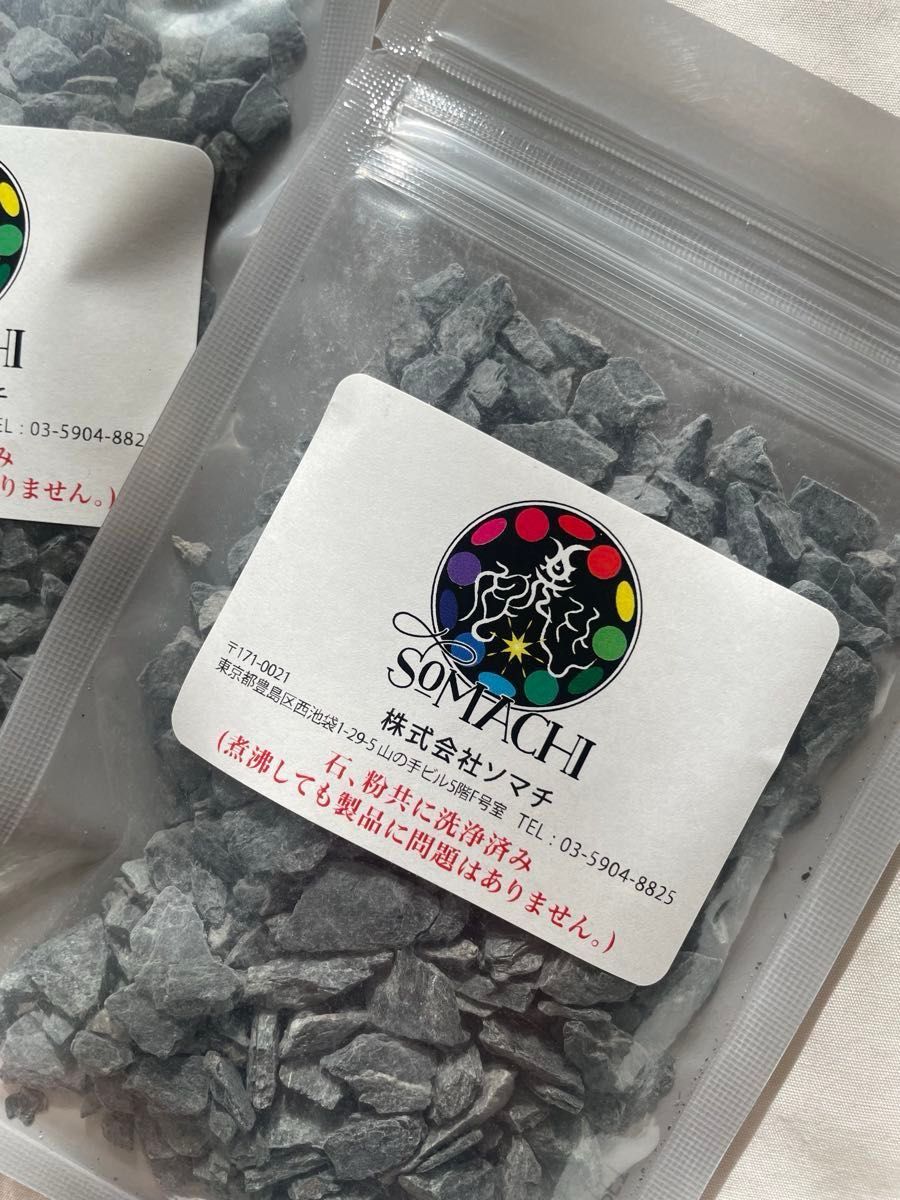 HI
チ
TEL : 03-5904-882
み
りません。)
SOMACHI
株式会社ソマチ
〒171-0021
東京都豊島区西池袋1-29-5 山の手ビル5階F号室 TEL : 03-5904-8825
石、粉共に洗浄済み
(煮沸しても製品に問題はありません。)